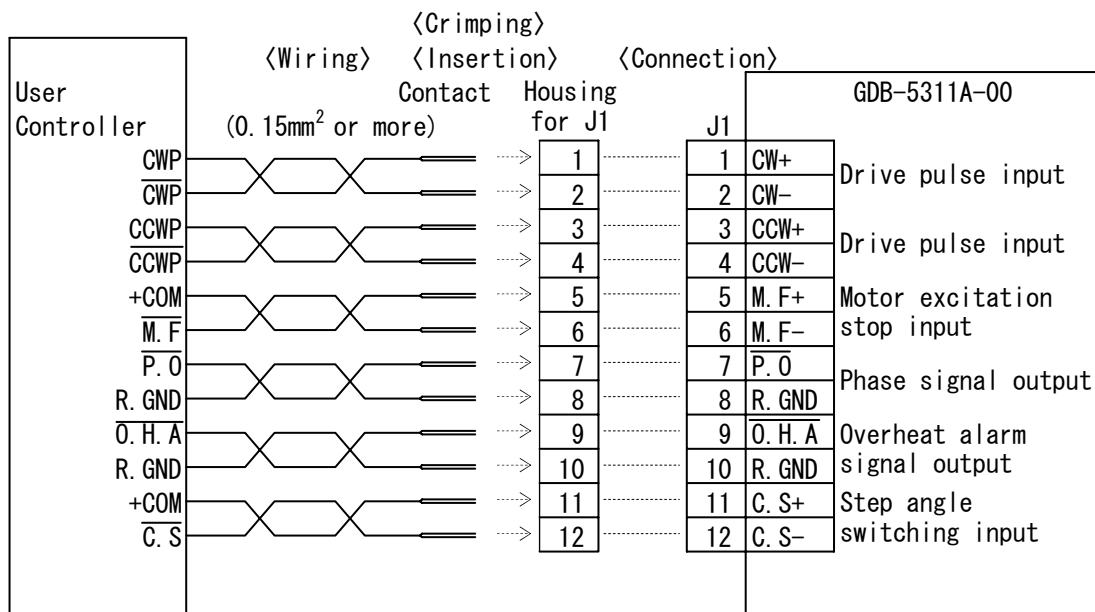 〈Crimping〉
〈Wiring〉 〈Insertion〉 〈Connection〉
User Contact Housing GDB-5311A-00
Controller (0.15mm² or more) for J1 J1
CWP 1 1 CW+ Drive pulse input
C̅W̅P̅ 2 2 CW-
CCWP 3 3 CCW+ Drive pulse input
C̅C̅W̅P̅ 4 4 CCW-
+COM 5 5 M.F+ Motor excitation
M̅.̅F̅ 6 6 M.F- stop input
P̅.̅O̅ 7 7 P̅.̅O̅ Phase signal output
R.GND 8 8 R.GND
O̅.̅H̅.̅A̅ 9 9 O̅.̅H̅.̅A̅ Overheat alarm
R.GND 10 10 R.GND signal output
+COM 11 11 C.S+ Step angle
C̅.̅S̅ 12 12 C.S- switching input